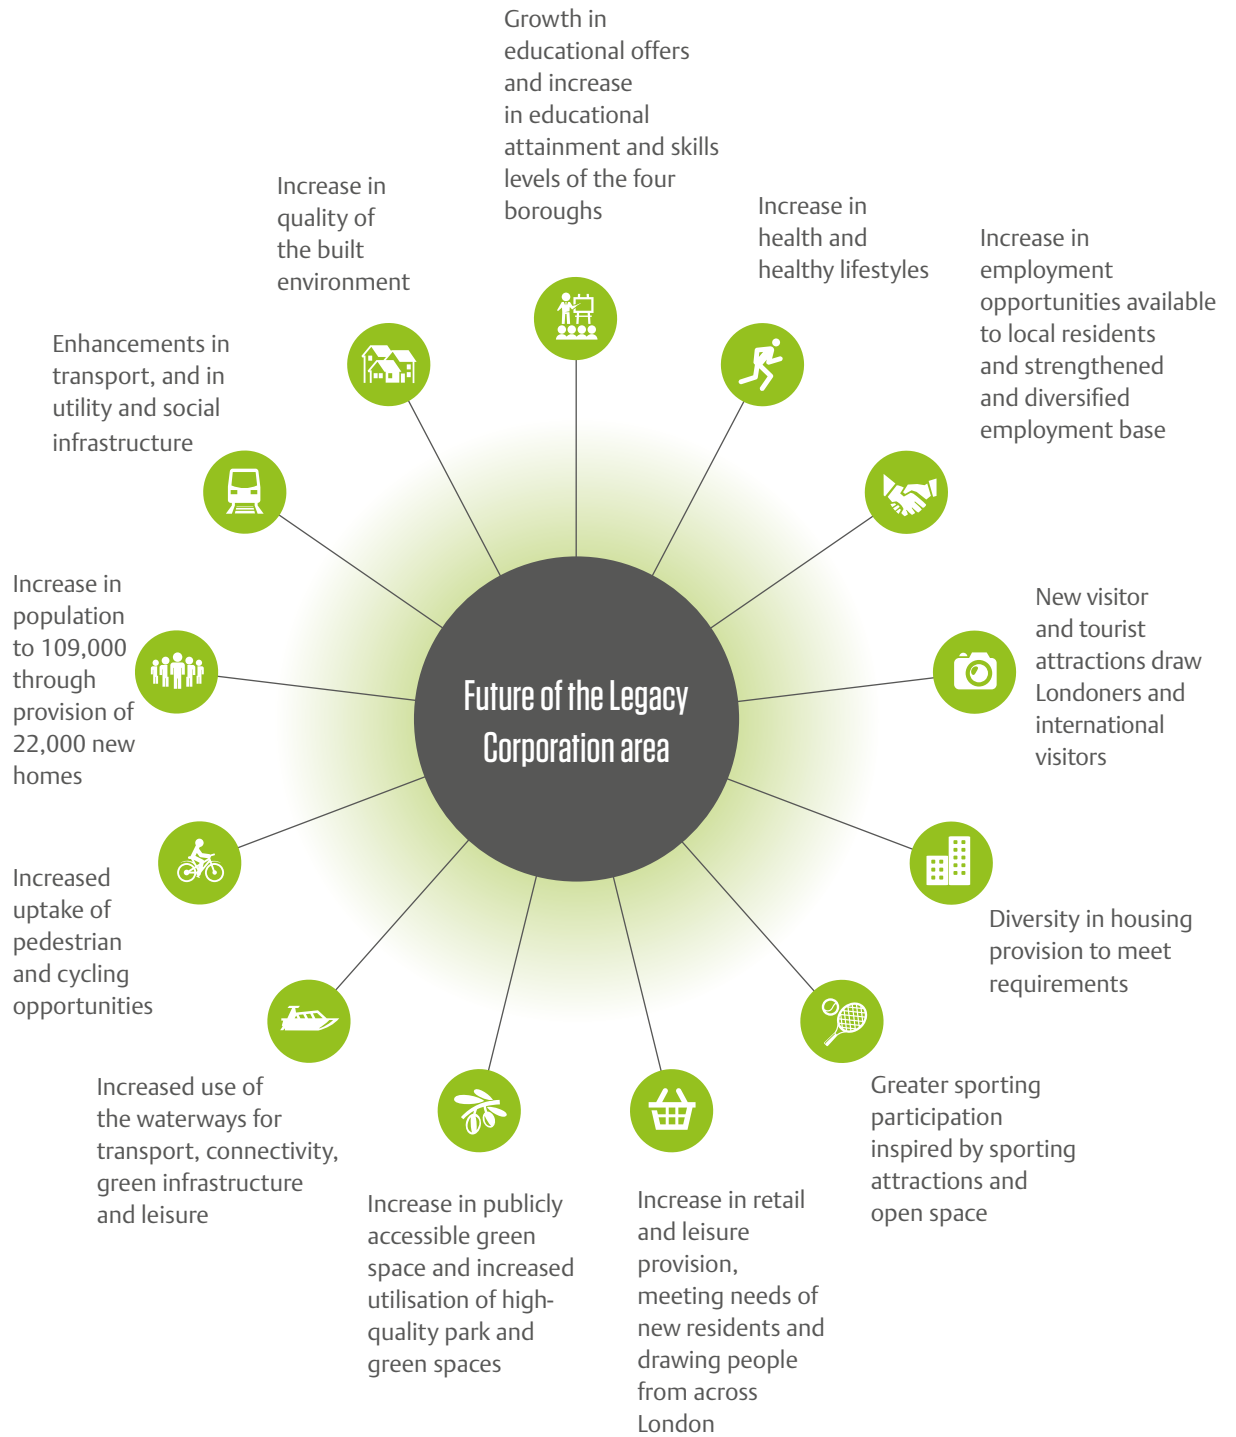 Growth in
educational offers
and increase
in educational
attainment and skills
levels of the four
boroughs
Increase in
health and
healthy lifestyles
Increase in
employment
opportunities available
to local residents
and strengthened
and diversified
employment base
New visitor
and tourist
attractions draw
Londoners and
international
visitors
Diversity in housing
provision to meet
requirements
Greater sporting
participation
inspired by sporting
attractions and
open space
Increase in retail
and leisure
provision,
meeting needs of
new residents and
drawing people
from across
London
Increase in publicly
accessible green
space and increased
utilisation of high-
quality park and
green spaces
Increased use of
the waterways for
transport, connectivity,
green infrastructure
and leisure
Increased
uptake of
pedestrian
and cycling
opportunities
Increase in
population
to 109,000
through
provision of
22,000 new
homes
Enhancements in
transport, and in
utility and social
infrastructure
Increase in
quality of
the built
environment
Future of the Legacy
Corporation area